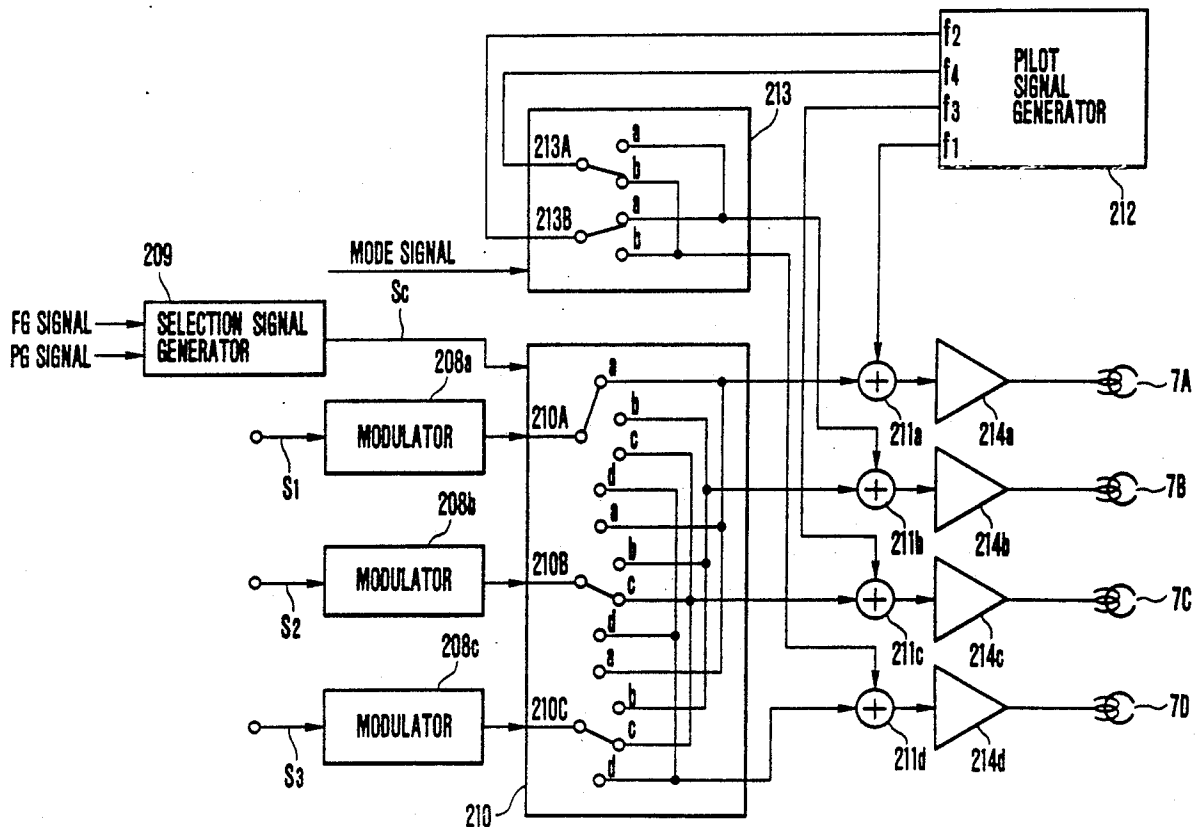 f2
f4
f3
f1
PILOT
SIGNAL
GENERATOR
212
213
213A
a
b
213B
a
b
MODE SIGNAL
209
FG SIGNAL
PG SIGNAL
SELECTION SIGNAL
GENERATOR
Sc
208a
MODULATOR
S1
210A
a
b
c
d
208b
MODULATOR
S2
210B
a
b
c
d
208c
MODULATOR
S3
210C
a
b
c
d
210
211a
214a
7A
211b
214b
7B
211c
214c
7C
211d
214d
7D